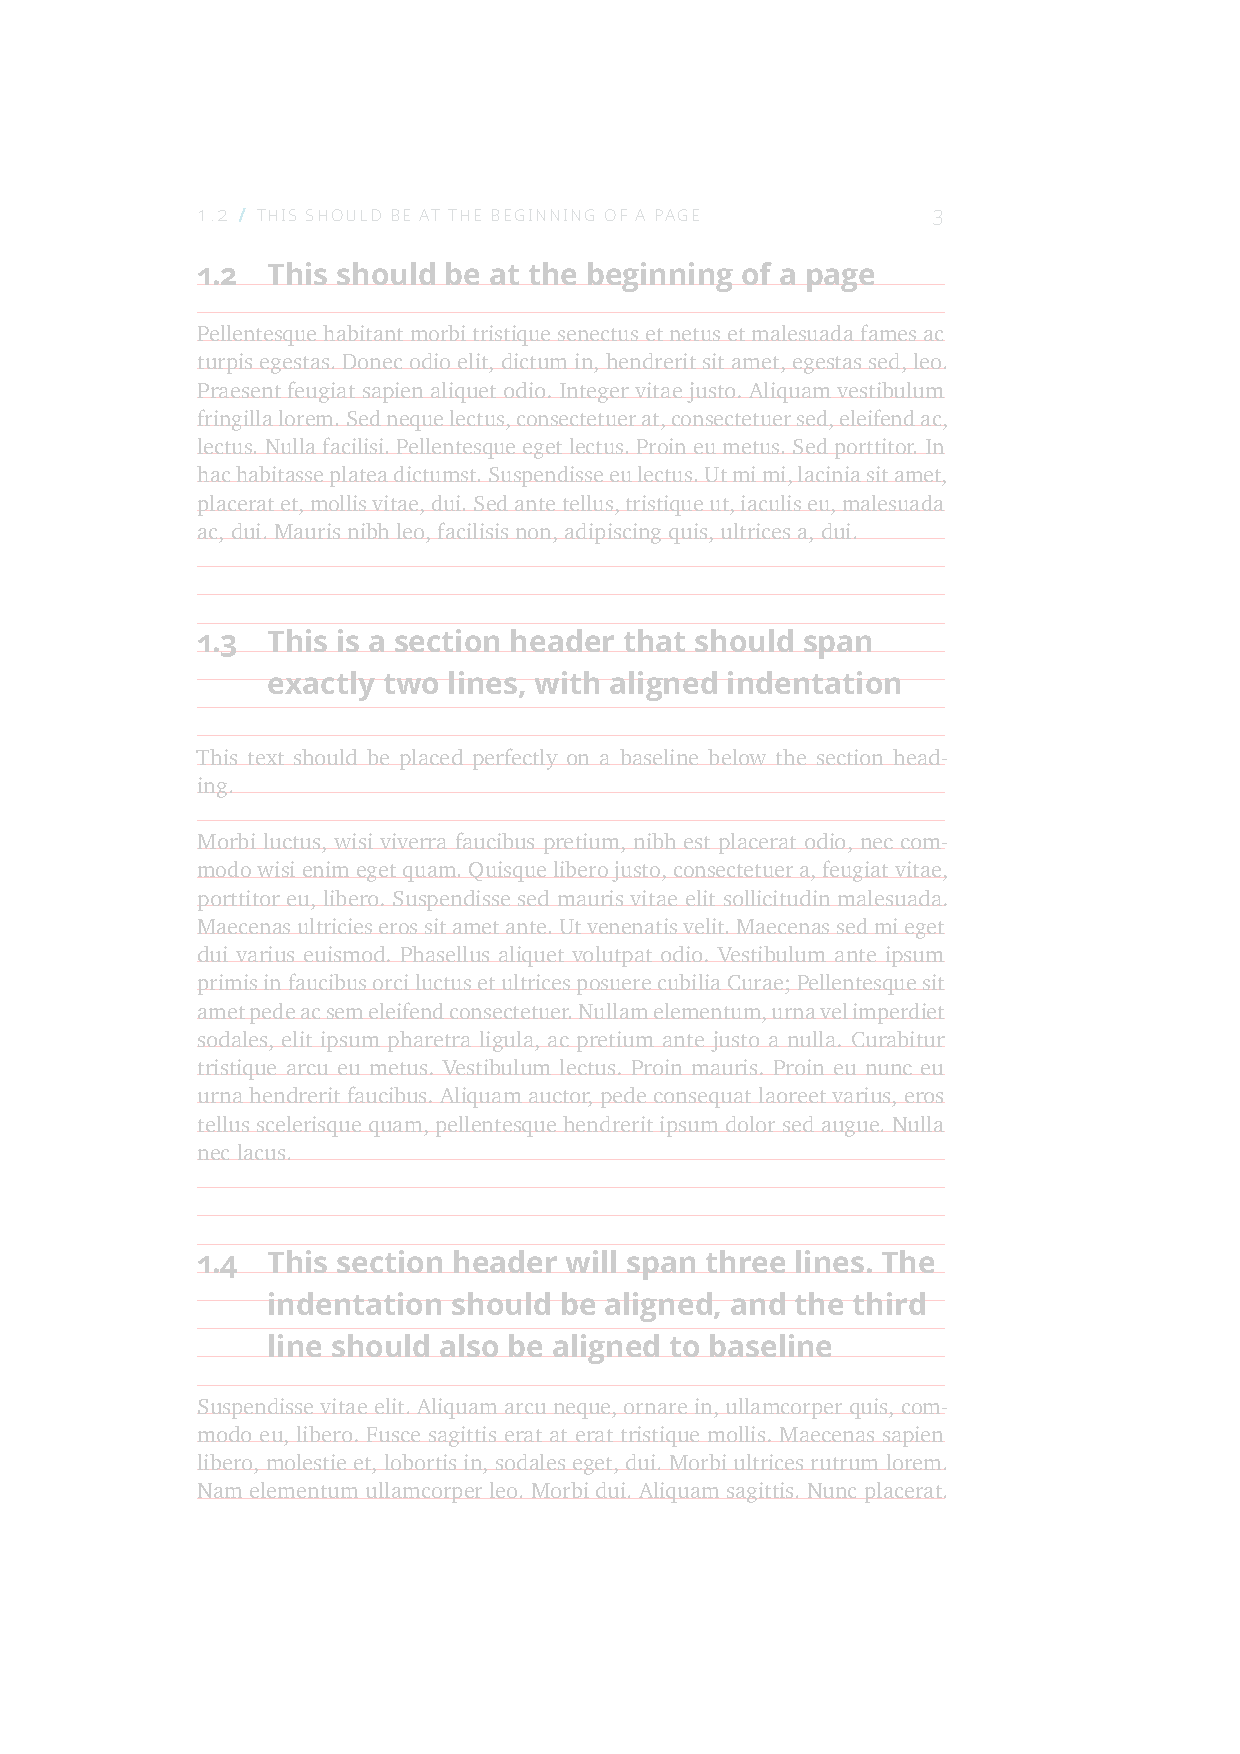 1.2 / THIS SHOULD BE AT THE BEGINNING OF A PAGE 3
1.2 This should be at the beginning of a page
Pellentesque habitant morbi tristique senectus et netus et malesuada fames ac
turpis egestas. Donec odio elit, dictum in, hendrerit sit amet, egestas sed, leo.
Praesent feugiat sapien aliquet odio. Integer vitae justo. Aliquam vestibulum
fringilla lorem. Sed neque lectus, consectetuer at, consectetuer sed, eleifend ac,
lectus. Nulla facilisi. Pellentesque eget lectus. Proin eu metus. Sed porttitor. In
hac habitasse platea dictumst. Suspendisse eu lectus. Ut mi mi, lacinia sit amet,
placerat et, mollis vitae, dui. Sed ante tellus, tristique ut, iaculis eu, malesuada
ac, dui. Mauris nibh leo, facilisis non, adipiscing quis, ultrices a, dui.
1.3 This is a section header that should span
exactly two lines, with aligned indentation
This text should be placed perfectly on a baseline below the section head-
ing.
Morbi luctus, wisi viverra faucibus pretium, nibh est placerat odio, nec com-
modo wisi enim eget quam. Quisque libero justo, consectetuer a, feugiat vitae,
porttitor eu, libero. Suspendisse sed mauris vitae elit sollicitudin malesuada.
Maecenas ultricies eros sit amet ante. Ut venenatis velit. Maecenas sed mi eget
dui varius euismod. Phasellus aliquet volutpat odio. Vestibulum ante ipsum
primis in faucibus orci luctus et ultrices posuere cubilia Curae; Pellentesque sit
amet pede ac sem eleifend consectetuer. Nullam elementum, urna vel imperdiet
sodales, elit ipsum pharetra ligula, ac pretium ante justo a nulla. Curabitur
tristique arcu eu metus. Vestibulum lectus. Proin mauris. Proin eu nunc eu
urna hendrerit faucibus. Aliquam auctor, pede consequat laoreet varius, eros
tellus scelerisque quam, pellentesque hendrerit ipsum dolor sed augue. Nulla
nec lacus.
1.4 This section header will span three lines. The
indentation should be aligned, and the third
line should also be aligned to baseline
Suspendisse vitae elit. Aliquam arcu neque, ornare in, ullamcorper quis, com-
modo eu, libero. Fusce sagittis erat at erat tristique mollis. Maecenas sapien
libero, molestie et, lobortis in, sodales eget, dui. Morbi ultrices rutrum lorem.
Nam elementum ullamcorper leo. Morbi dui. Aliquam sagittis. Nunc placerat.